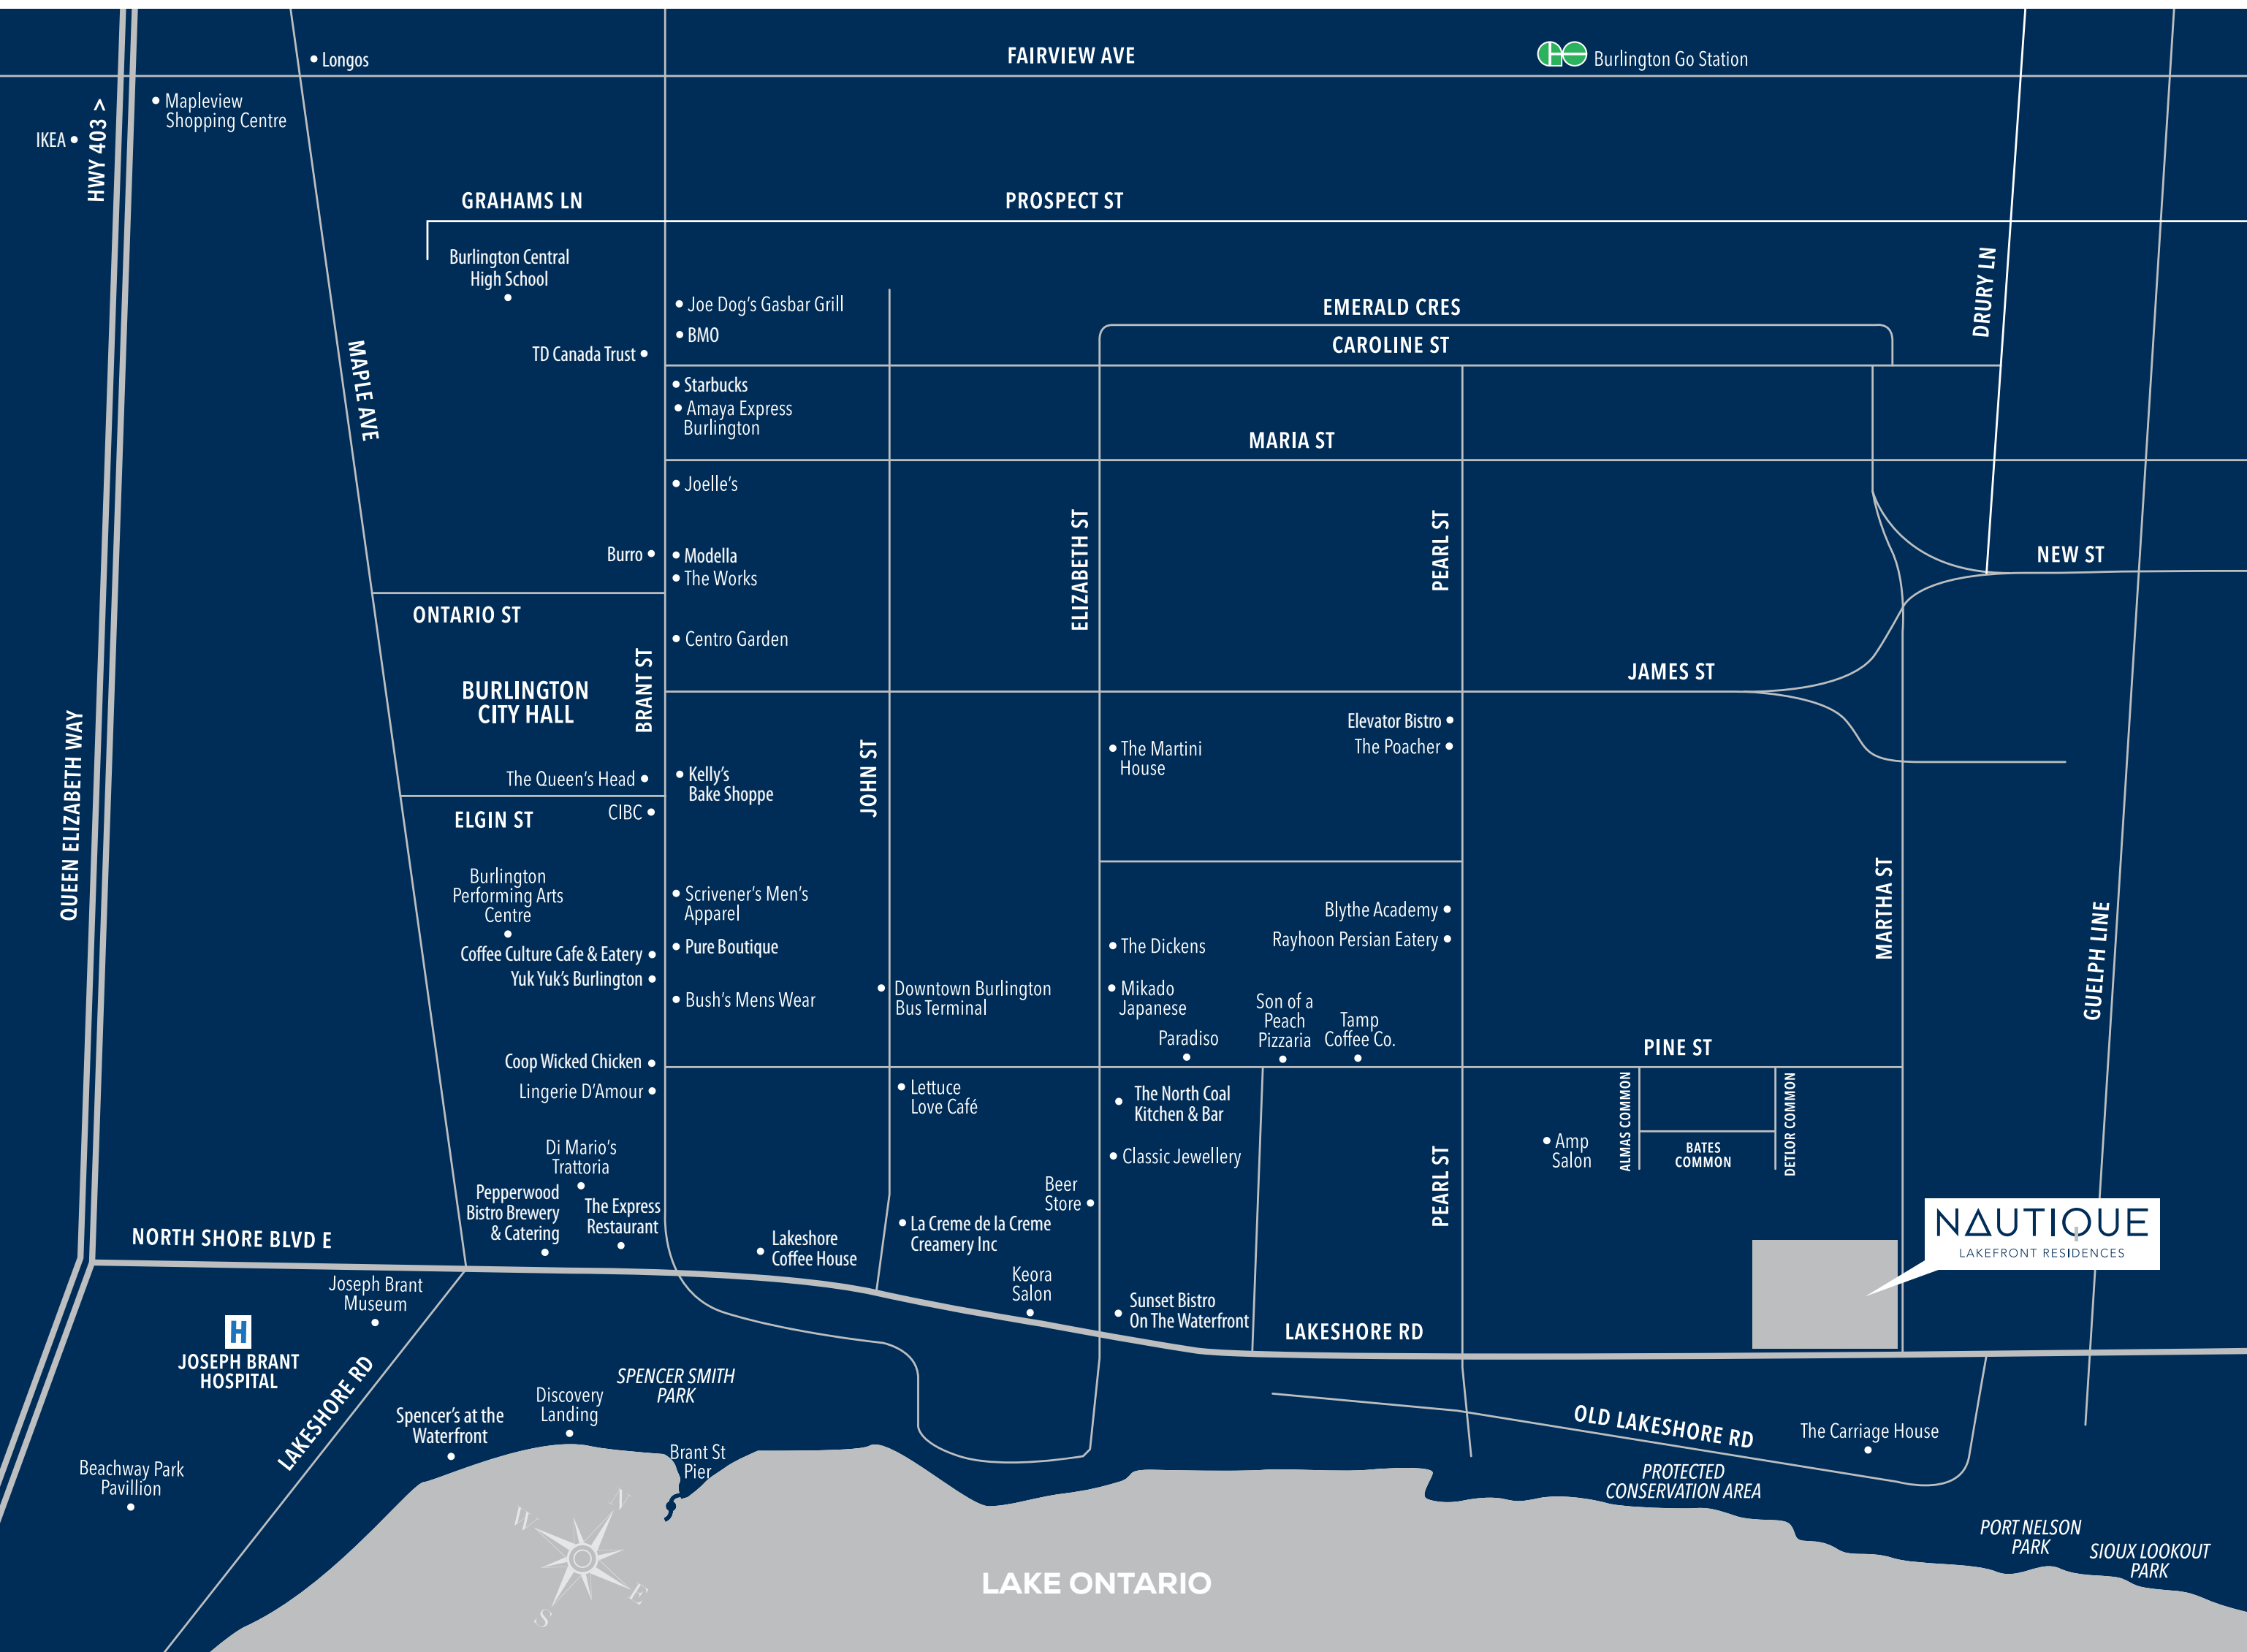 Longos
FAIRVIEW AVE
Burlington Go Station
Mapleview
Shopping Centre
IKEA
HWY 403 >
GRAHAMS LN
PROSPECT ST
Burlington Central
High School
DRURY LN
Joe Dog's Gasbar Grill
EMERALD CRES
BMO
CAROLINE ST
TD Canada Trust
MAPLE AVE
Starbucks
Amaya Express
Burlington
MARIA ST
Joelle's
ELIZABETH ST
PEARL ST
Burro
Modella
The Works
NEW ST
ONTARIO ST
Centro Garden
BRANT ST
JAMES ST
BURLINGTON
CITY HALL
QUEEN ELIZABETH WAY
Elevator Bistro
The Poacher
The Martini
House
JOHN ST
The Queen's Head
Kelly's
Bake Shoppe
CIBC
ELGIN ST
MARTHA ST
Burlington
Performing Arts
Centre
Scrivener's Men's
Apparel
GUELPH LINE
Blythe Academy
Rayhoon Persian Eatery
The Dickens
Pure Boutique
Coffee Culture Cafe & Eatery
Yuk Yuk's Burlington
Bush's Mens Wear
Downtown Burlington
Bus Terminal
Mikado
Japanese
Son of a
Peach
Pizzaria
Tamp
Coffee Co.
Paradiso
PINE ST
Coop Wicked Chicken
Lingerie D'Amour
Lettuce
Love Café
The North Coal
Kitchen & Bar
ALMAS COMMON
DETLOR COMMON
BATES
COMMON
Amp
Salon
Di Mario's
Trattoria
Classic Jewellery
PEARL ST
Beer
Store
Pepperwood
Bistro Brewery
& Catering
The Express
Restaurant
NAUTIQUE
LAKEFRONT RESIDENCES
La Creme de la Creme
Creamery Inc
NORTH SHORE BLVD E
Lakeshore
Coffee House
Keora
Salon
Joseph Brant
Museum
Sunset Bistro
On The Waterfront
LAKESHORE RD
H
JOSEPH BRANT
HOSPITAL
LAKESHORE RD
SPENCER SMITH
PARK
Discovery
Landing
Spencer's at the
Waterfront
OLD LAKESHORE RD
The Carriage House
Brant St
Pier
Beachway Park
Pavillion
PROTECTED
CONSERVATION AREA
N
W
E
S
PORT NELSON
PARK
SIOUX LOOKOUT
PARK
LAKE ONTARIO